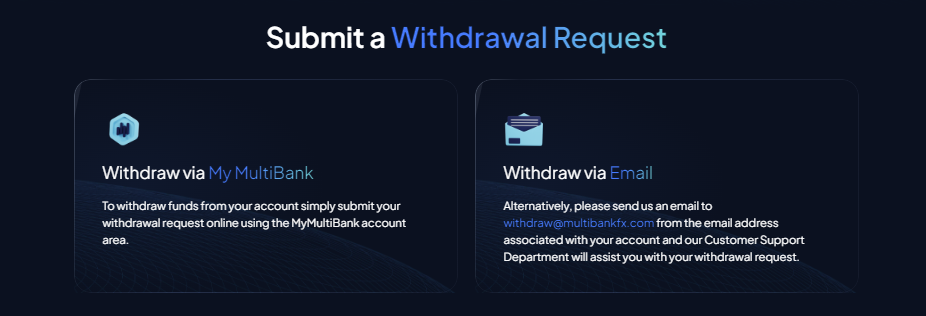 Submit a Withdrawal Request
Withdraw via My MultiBank
To withdraw funds from your account simply submit your
withdrawal request online using the MyMultiBank account
area.
Withdraw via Email
Alternatively, please send us an email to
withdraw@multibankfx.com from the email address
associated with your account and our Customer Support
Department will assist you with your withdrawal request.